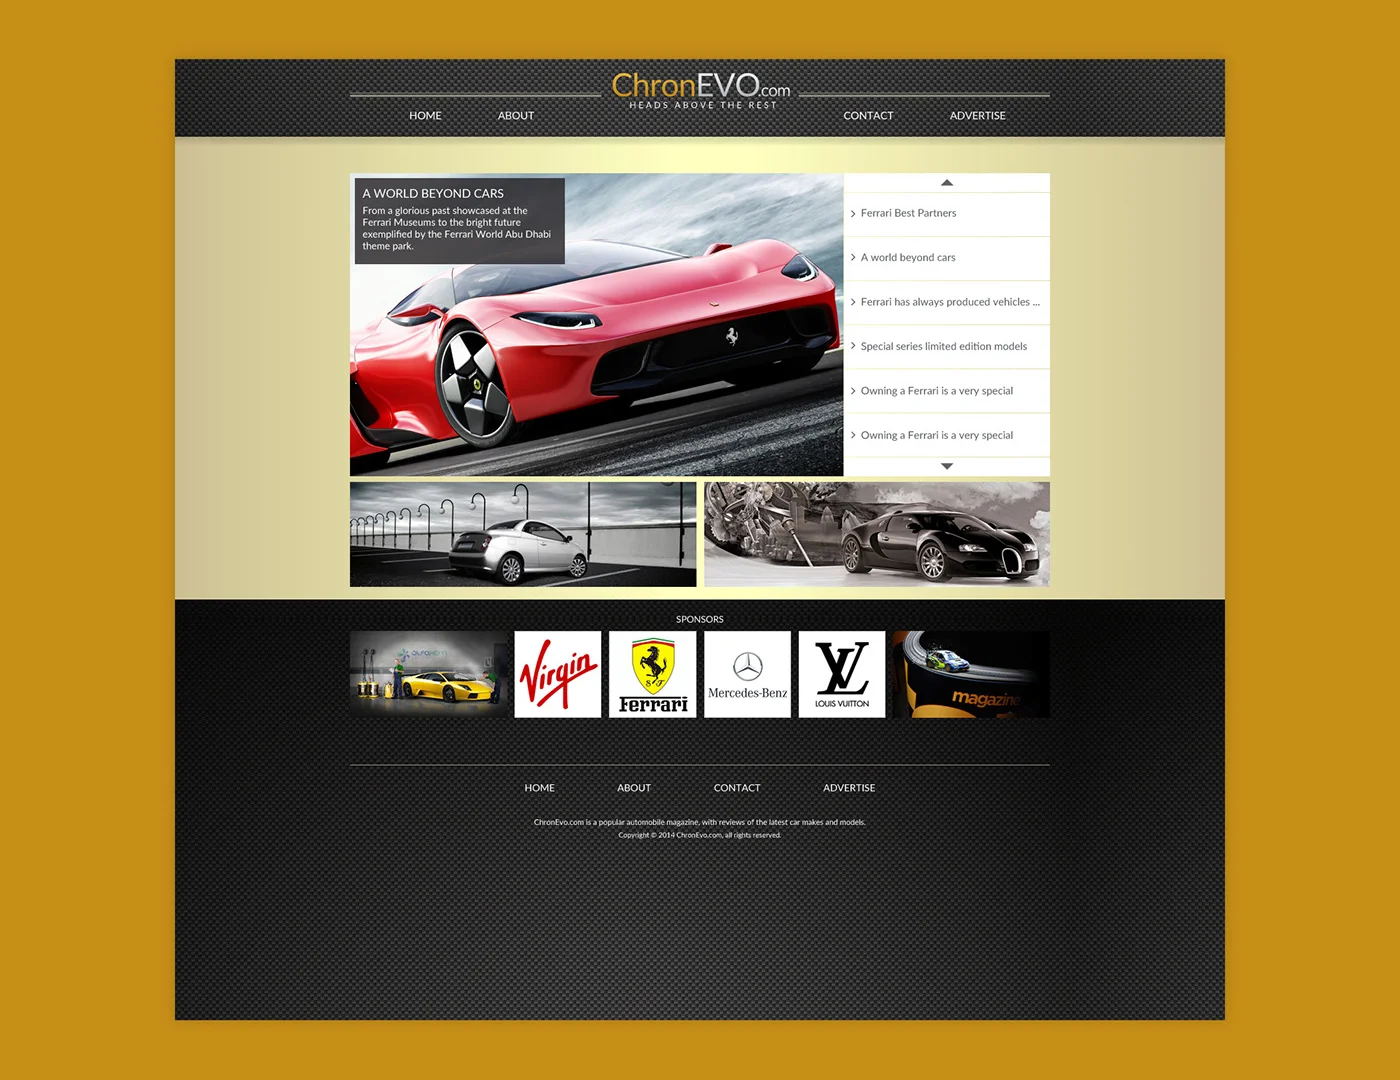 ChronEVO.com
HEADS ABOVE THE REST
HOME
ABOUT
CONTACT
ADVERTISE
A WORLD BEYOND CARS
From a glorious past showcased at the
Ferrari Museums to the bright future
exemplified by the Ferrari World Abu Dhabi
theme park.
Ferrari Best Partners
A world beyond cars
Ferrari has always produced vehicles ...
Special series limited edition models
Owning a Ferrari is a very special
Owning a Ferrari is a very special
SPONSORS
Virgin
SF
Ferrari
Mercedes-Benz
LV
LOUIS VUITTON
magazine
HOME
ABOUT
CONTACT
ADVERTISE
ChronEvo.com is a popular automobile magazine, with reviews of the latest car makes and models.
Copyright © 2014 ChronEvo.com, all rights reserved.